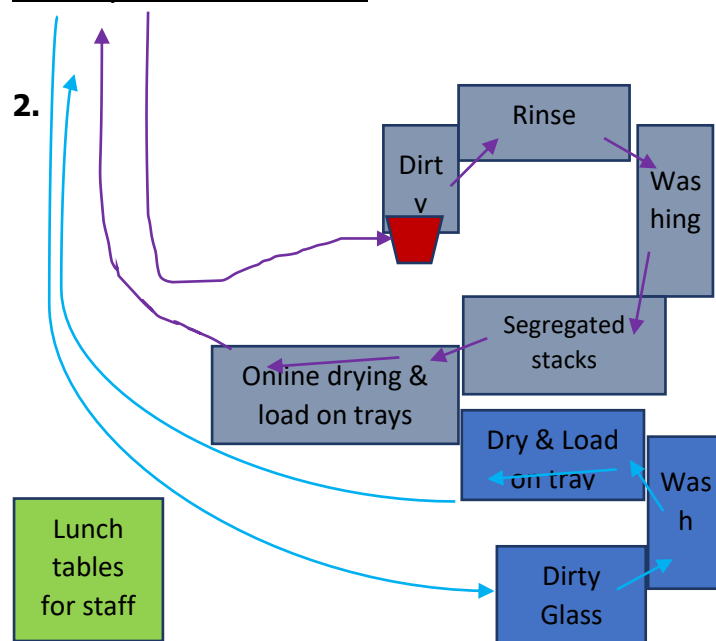 2.
Rinse
Dirt
y
Was
hing
Segregated
stacks
Online drying &
load on trays
Dry & Load
on tray
Was
h
Lunch
tables
for staff
Dirty
Glass